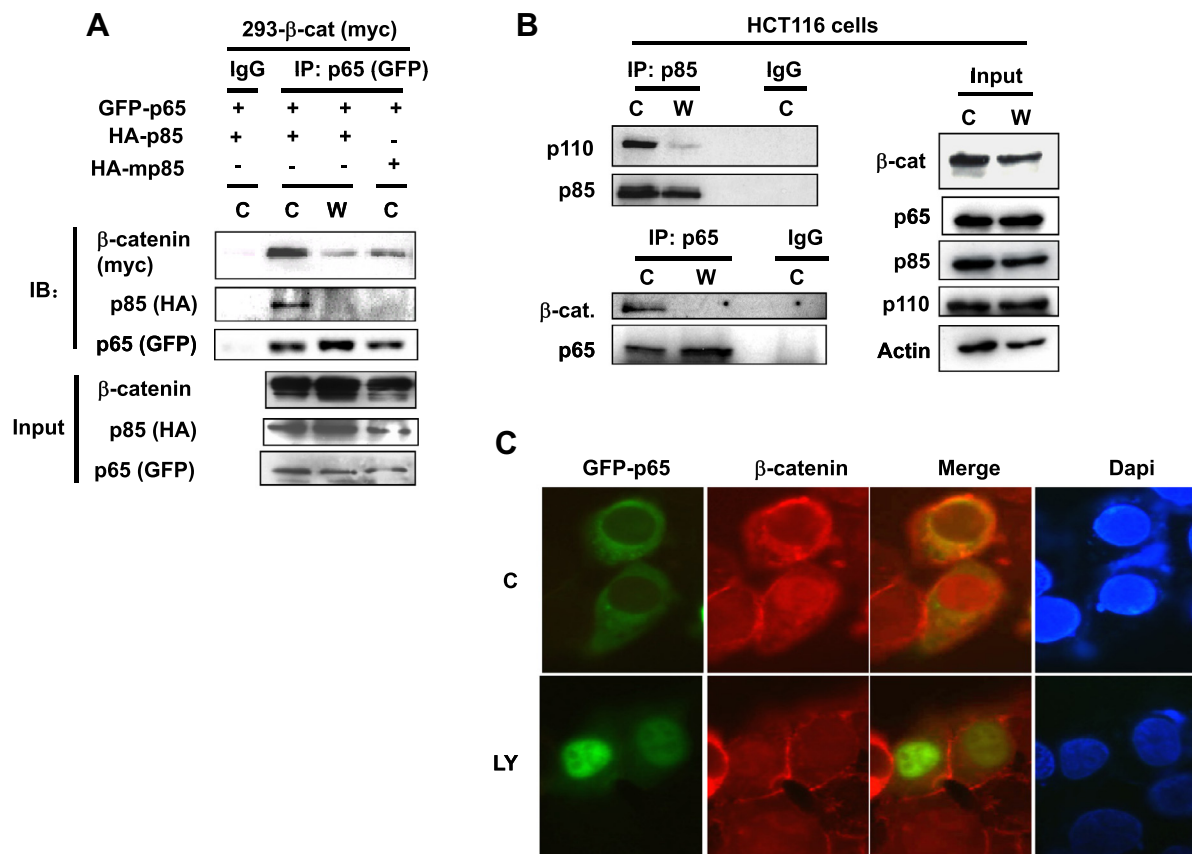 A
293-β-cat (myc)
IgG IP: p65 (GFP)
GFP-p65 + + + +
HA-p85 + + + -
HA-mp85 - - - +
C C W C
IB:
β-catenin
(myc)
p85 (HA)
p65 (GFP)
Input
β-catenin
p85 (HA)
p65 (GFP)
B
HCT116 cells
IP: p85 IgG
C W C
p110
p85
IP: p65 IgG
C W C
β-cat.
p65
Input
C W
β-cat
p65
p85
p110
Actin
C
GFP-p65 β-catenin Merge Dapi
C
LY